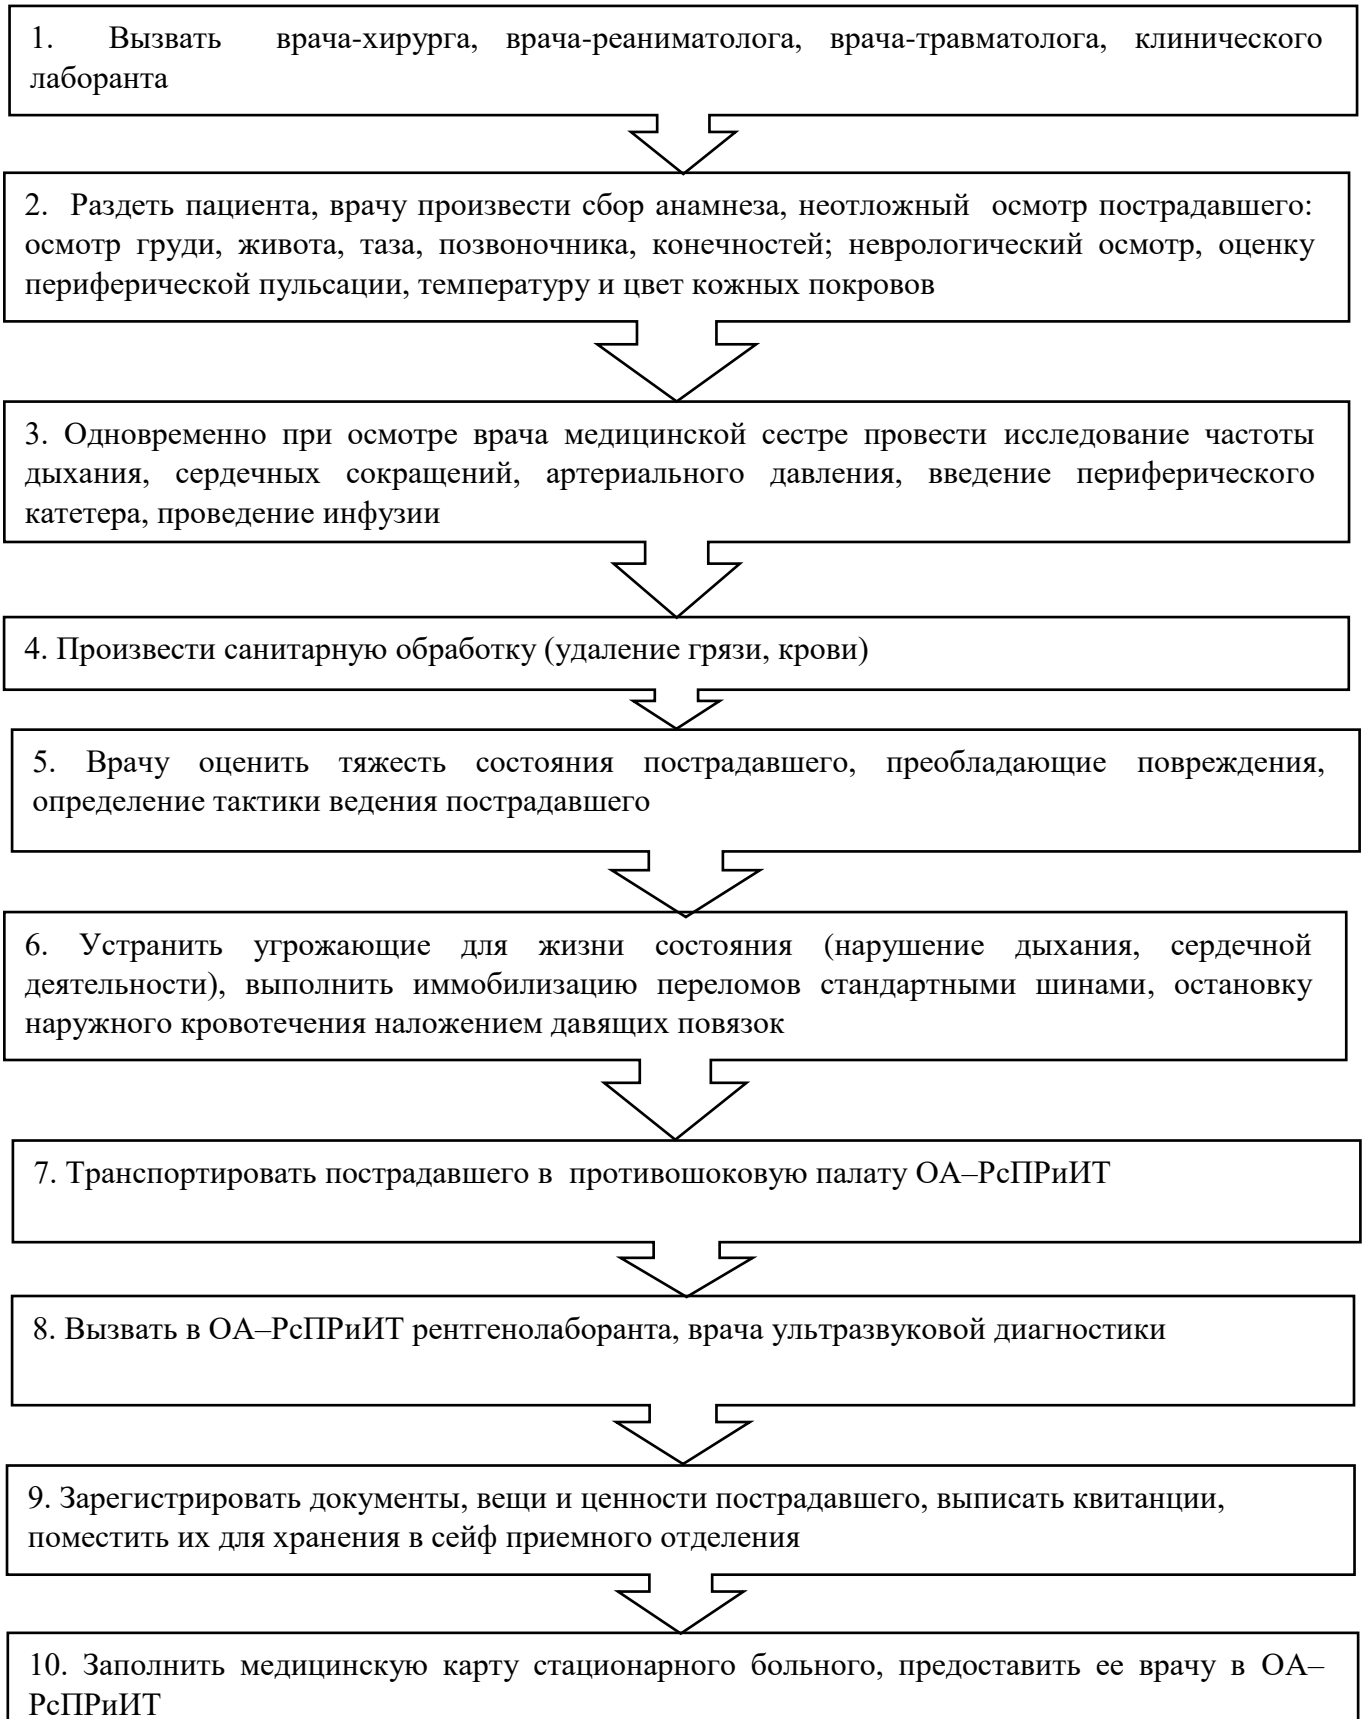 1. Вызвать врача-хирурга, врача-реаниматолога, врача-травматолога, клинического
лаборанта
2. Раздеть пациента, врачу произвести сбор анамнеза, неотложный осмотр пострадавшего:
осмотр груди, живота, таза, позвоночника, конечностей; неврологический осмотр, оценку
периферической пульсации, температуру и цвет кожных покровов
3. Одновременно при осмотре врача медицинской сестре провести исследование частоты
дыхания, сердечных сокращений, артериального давления, введение периферического
катетера, проведение инфузии
4. Произвести санитарную обработку (удаление грязи, крови)
5. Врачу оценить тяжесть состояния пострадавшего, преобладающие повреждения,
определение тактики ведения пострадавшего
6. Устранить угрожающие для жизни состояния (нарушение дыхания, сердечной
деятельности), выполнить иммобилизацию переломов стандартными шинами, остановку
наружного кровотечения наложением давящих повязок
7. Транспортировать пострадавшего в противошоковую палату ОА–РсПРиИТ
8. Вызвать в ОА–РсПРиИТ рентгенолаборанта, врача ультразвуковой диагностики
9. Зарегистрировать документы, вещи и ценности пострадавшего, выписать квитанции,
поместить их для хранения в сейф приемного отделения
10. Заполнить медицинскую карту стационарного больного, предоставить ее врачу в ОА–
РсПРиИТ